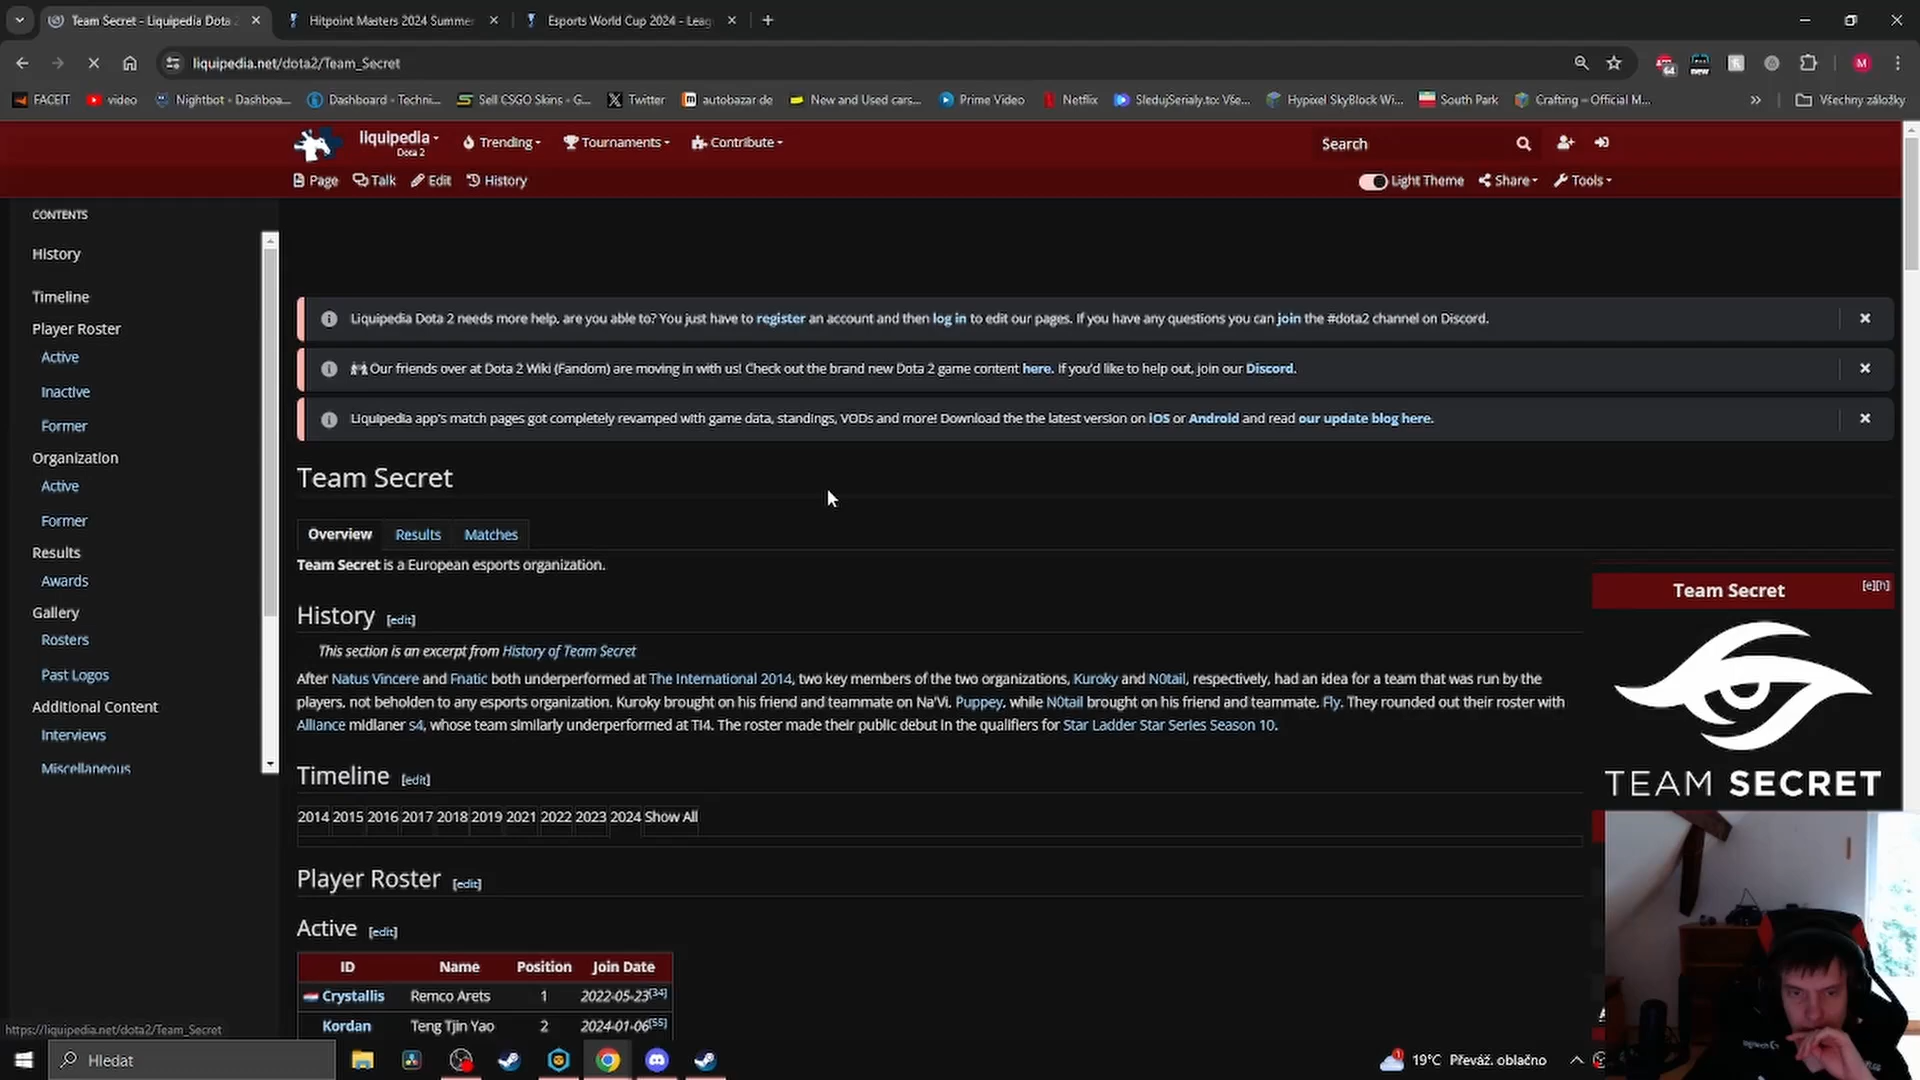 Team Secret - Liquipedia Dota 2
Hitpoint Masters 2024 Summer
Esports World Cup 2024 - Leag
liquipedia.net/dota2/Team_Secret
64
new
M
FACEIT
video
Nightbot - Dashboa...
Dashboard - Techni...
Sell CSGO Skins - G...
Twitter
autobazar de
New and Used cars...
Prime Video
Netflix
SledujSerialy.to: Vše...
Hypixel SkyBlock Wi...
South Park
Crafting – Official M...
»
Všechny záložky
liquipedia
Dota 2
Trending
Tournaments
Contribute
Search
Page
Talk
Edit
History
Light Theme
Share
Tools
CONTENTS
History
Timeline
Player Roster
Active
Inactive
Former
Organization
Active
Former
Results
Awards
Gallery
Rosters
Past Logos
Additional Content
Interviews
Miscellaneous
Liquipedia Dota 2 needs more help, are you able to? You just have to register an account and then log in to edit our pages. If you have any questions you can join the #dota2 channel on Discord.
Our friends over at Dota 2 Wiki (Fandom) are moving in with us! Check out the brand new Dota 2 game content here. If you'd like to help out, join our Discord.
Liquipedia app's match pages got completely revamped with game data, standings, VODs and more! Download the the latest version on iOS or Android and read our update blog here.
Team Secret
Overview
Results
Matches
Team Secret is a European esports organization.
History [edit]
This section is an excerpt from History of Team Secret
After Natus Vincere and Fnatic both underperformed at The International 2014, two key members of the two organizations, Kuroky and N0tail, respectively, had an idea for a team that was run by the
players, not beholden to any esports organization. Kuroky brought on his friend and teammate on Na'Vi, Puppey, while N0tail brought on his friend and teammate, Fly. They rounded out their roster with
Alliance midlaner s4, whose team similarly underperformed at TI4. The roster made their public debut in the qualifiers for Star Ladder Star Series Season 10.
Timeline [edit]
2014 2015 2016 2017 2018 2019 2021 2022 2023 2024 Show All
Player Roster [edit]
Active [edit]
ID Name Position Join Date
Crystallis Remco Arets 1 2022-05-23[34]
Kordan Teng Tjin Yao 2 2024-01-06[55]
Team Secret
[e][h]
TEAM SECRET
https://liquipedia.net/dota2/Team_Secret
Hledat
1
19°C Převáž. oblačno